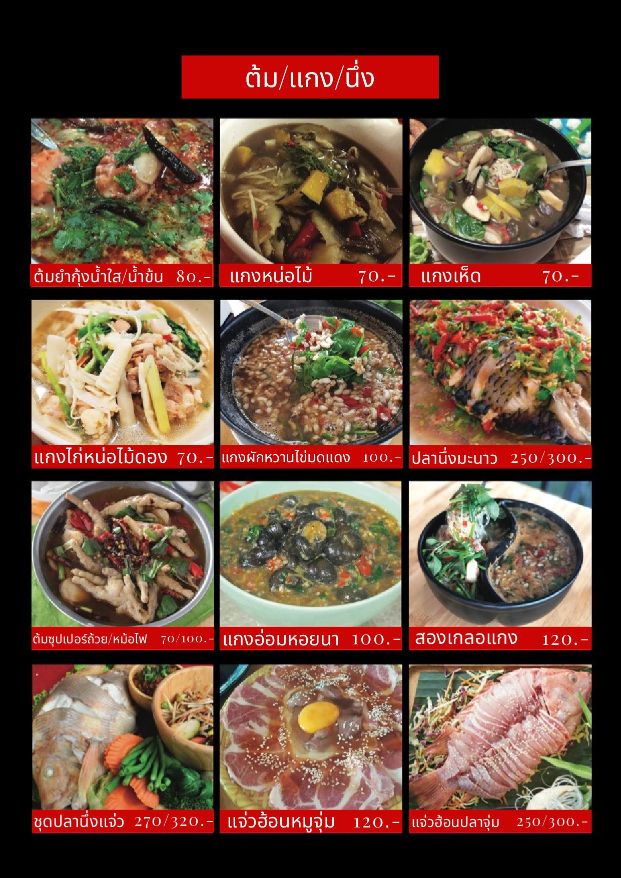 ต้ม/แกง/นึ่ง
ต้มยำกุ้งน้ำใส/น้ำข้น 80.-
แกงหน่อไม้ 70.-
แกงเห็ด 70.-
แกงไก่หน่อไม้ดอง 70.-
แกงผักหวานไข่มดแดง 100.-
ปลานึ่งมะนาว 250/300.-
ต้มซุปเปอร์ถ้วย/หม้อไฟ 70/100.-
แกงอ่อมหอยนา 100.-
สองเกลอแกง 120.-
ชุดปลานึ่งแจ่ว 270/320.-
แจ่วฮ้อนหมูจุ่ม 120.-
แจ่วฮ้อนปลาจุ่ม 250/300.-